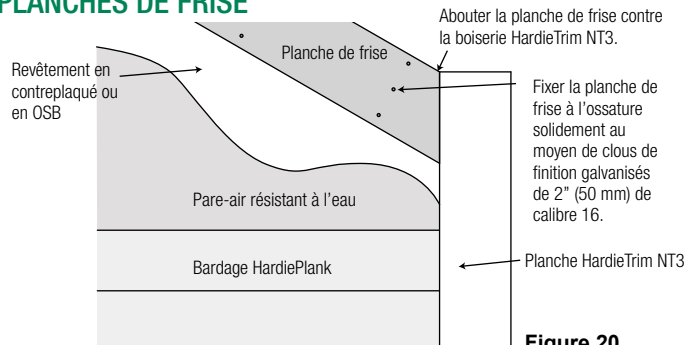 PLANCHES DE FRISE
Abouter la planche de frise contre
la boiserie HardieTrim NT3.
Planche de frise
Revêtement en
contreplaqué ou
en OSB
Fixer la planche de
frise à l'ossature
solidement au
moyen de clous de
finition galvanisés
de 2" (50 mm) de
calibre 16.
Pare-air résistant à l'eau
Bardage HardiePlank
Planche HardieTrim NT3
Figure 20